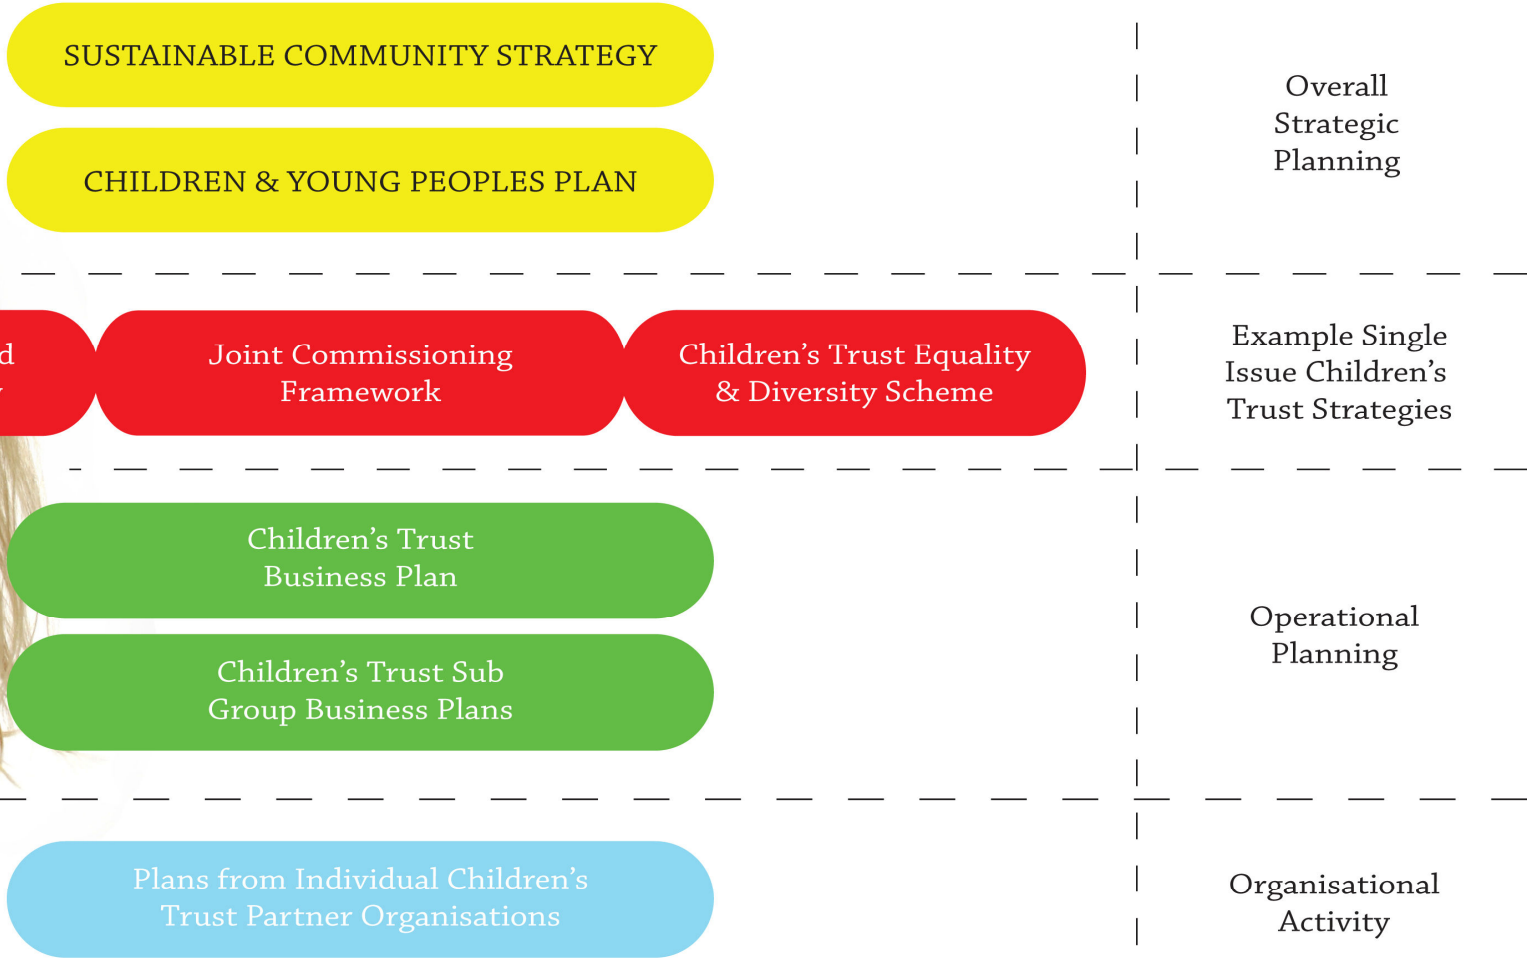 SUSTAINABLE COMMUNITY STRATEGY
CHILDREN & YOUNG PEOPLES PLAN
Overall
Strategic
Planning
Joint Commissioning
Framework
Children’s Trust Equality
& Diversity Scheme
Example Single
Issue Children’s
Trust Strategies
Children’s Trust
Business Plan
Children’s Trust Sub
Group Business Plans
Operational
Planning
Plans from Individual Children’s
Trust Partner Organisations
Organisational
Activity